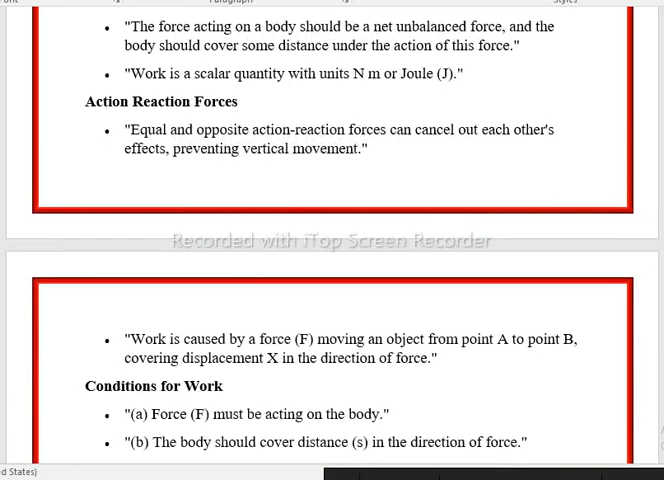 Paragraph
Styles
• "The force acting on a body should be a net unbalanced force, and the
body should cover some distance under the action of this force."
• "Work is a scalar quantity with units N m or Joule (J)."
Action Reaction Forces
• "Equal and opposite action-reaction forces can cancel out each other's
effects, preventing vertical movement."
Recorded with iTop Screen Recorder
• "Work is caused by a force (F) moving an object from point A to point B,
covering displacement X in the direction of force."
Conditions for Work
• "(a) Force (F) must be acting on the body."
• "(b) The body should cover distance (s) in the direction of force."
d States)